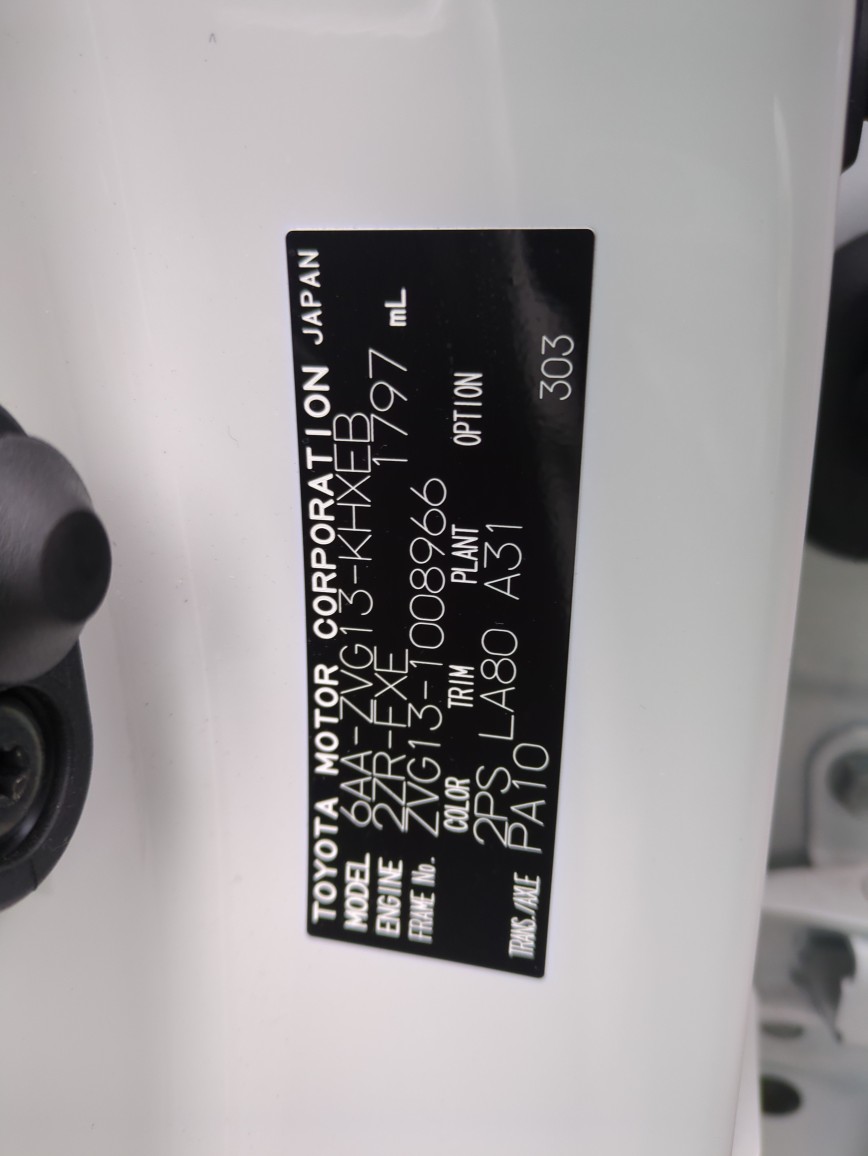 TOYOTA MOTOR CORPORATION JAPAN
MODEL 6AA-ZVG13-KHXEB
ENGINE 2ZR-FXE 1797 mL
FRAME No. ZVG13-1008966
COLOR TRIM PLANT OPTION
2PS LA80 A31
TRANS./AXLE PA10 303